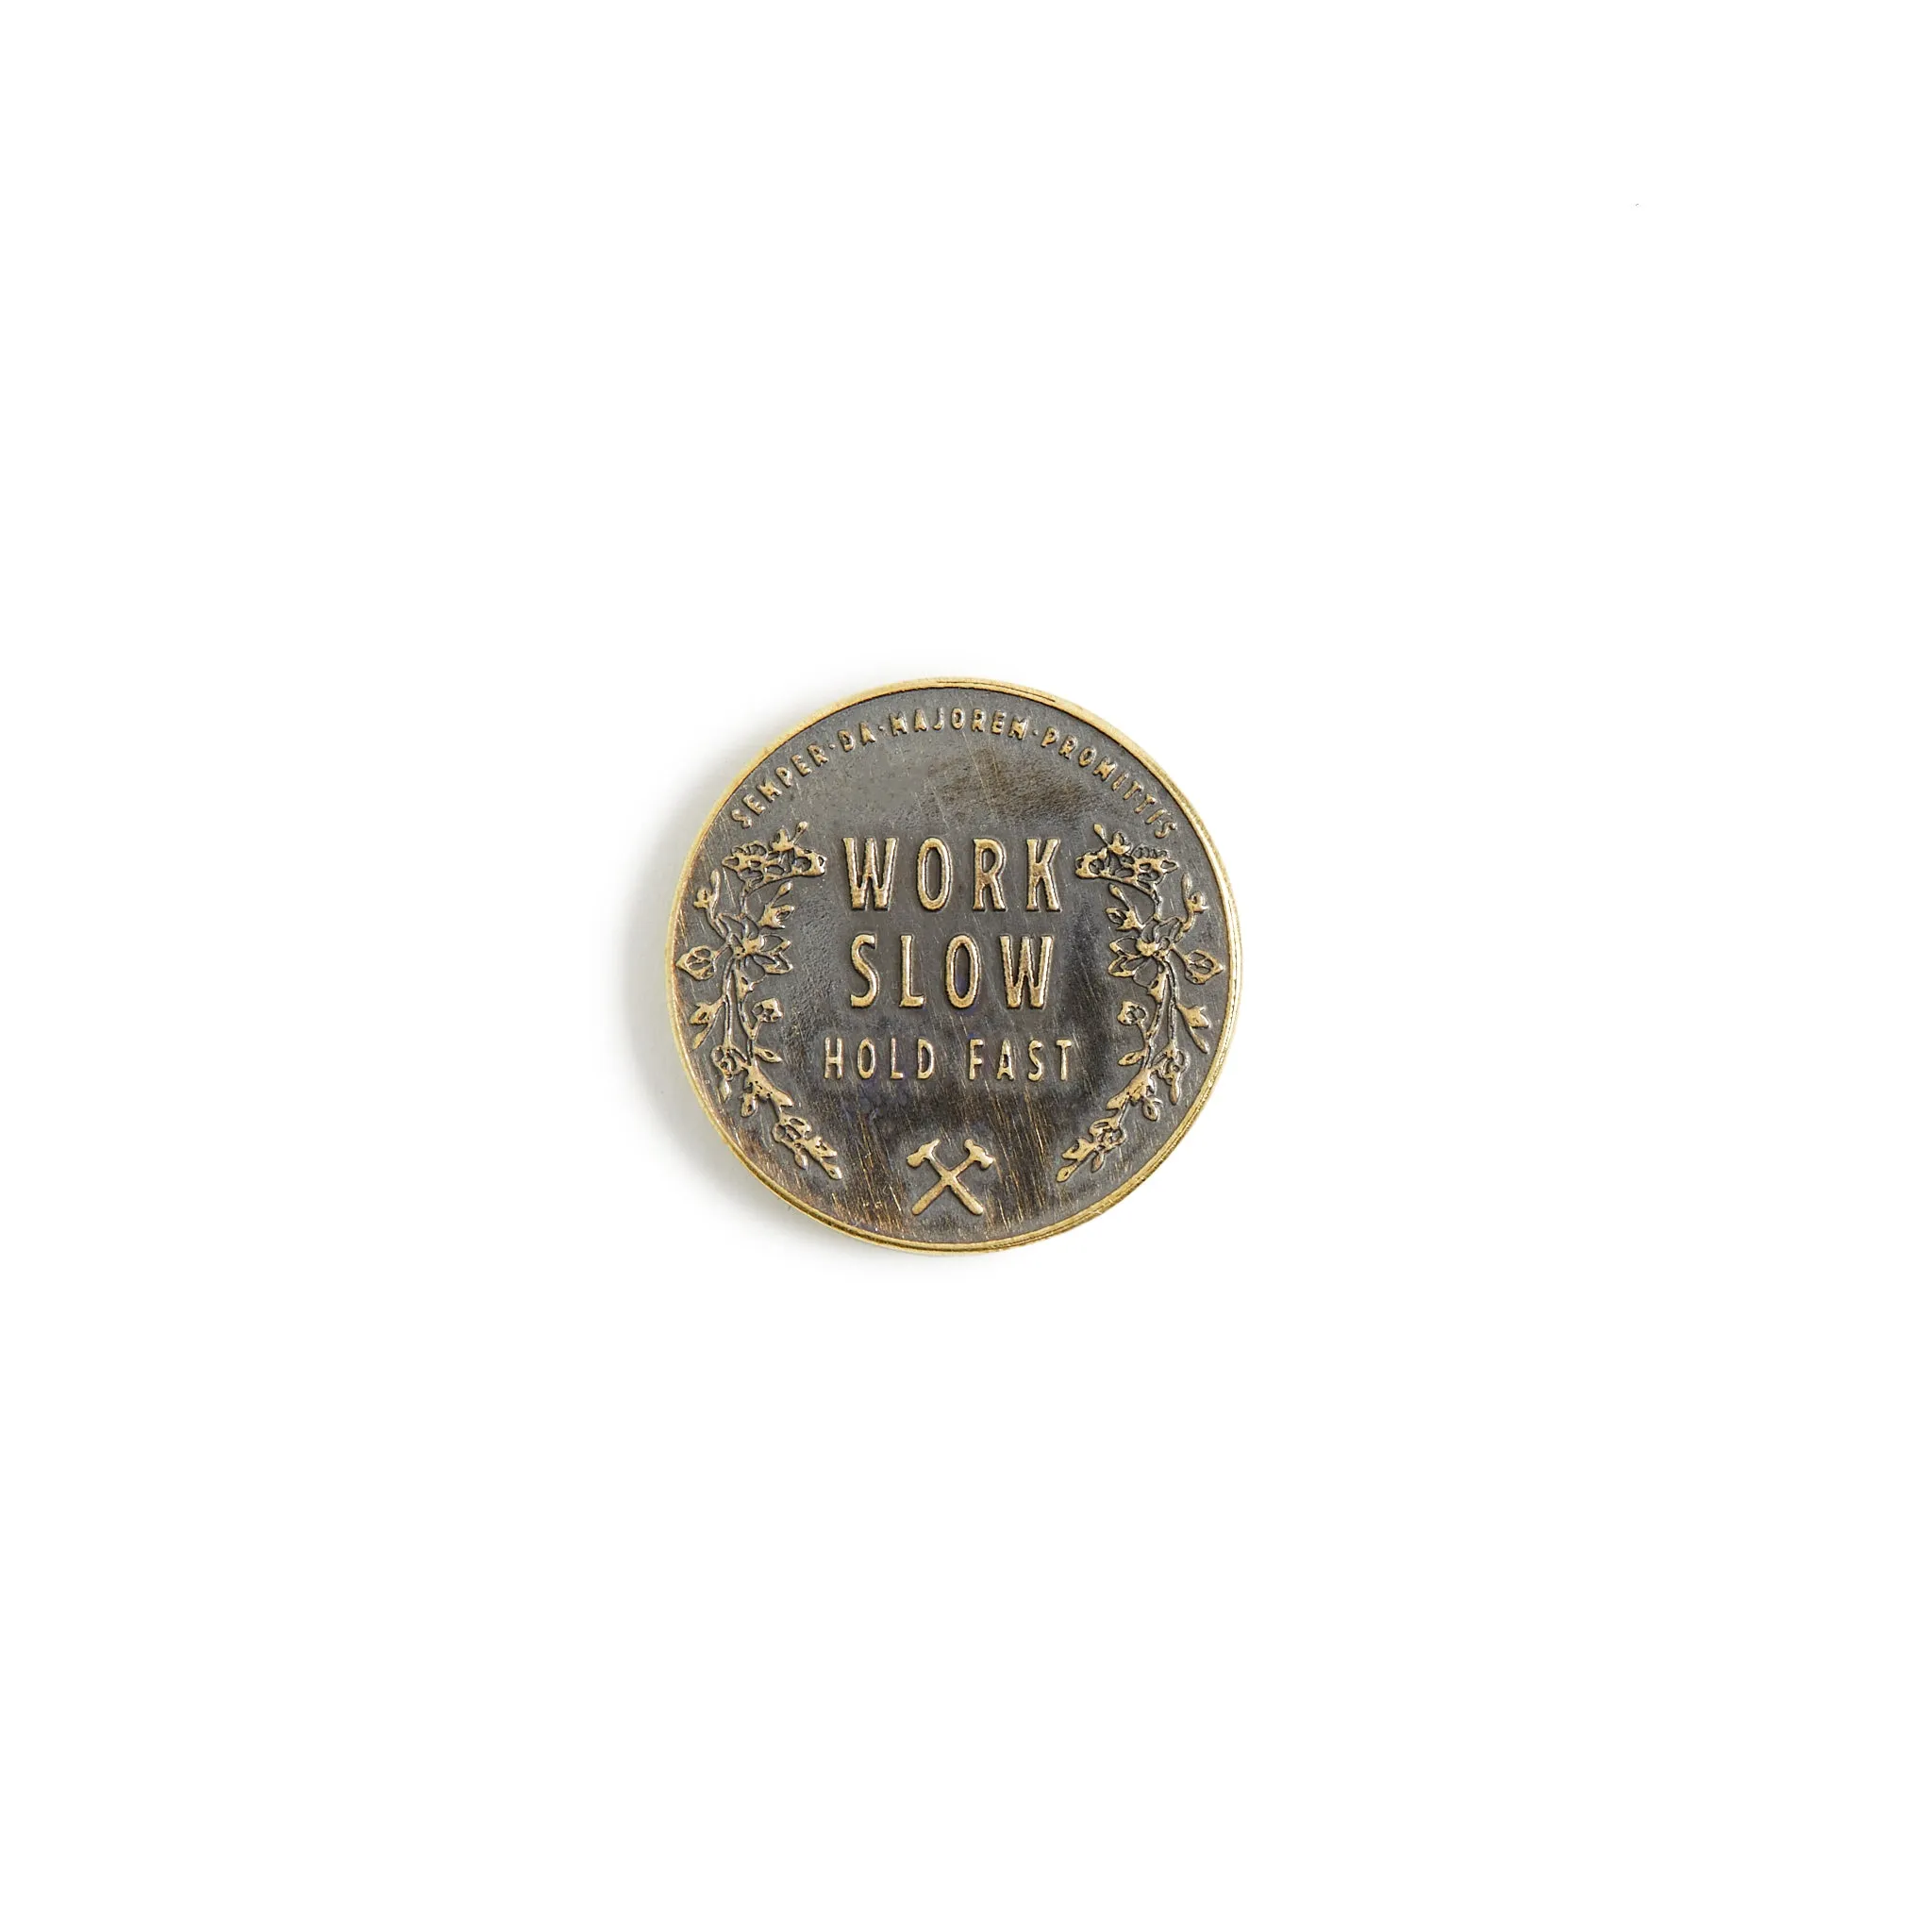 SEMPER·DA·MAJOREM·PROMITTIS
WORK
SLOW
HOLD FAST